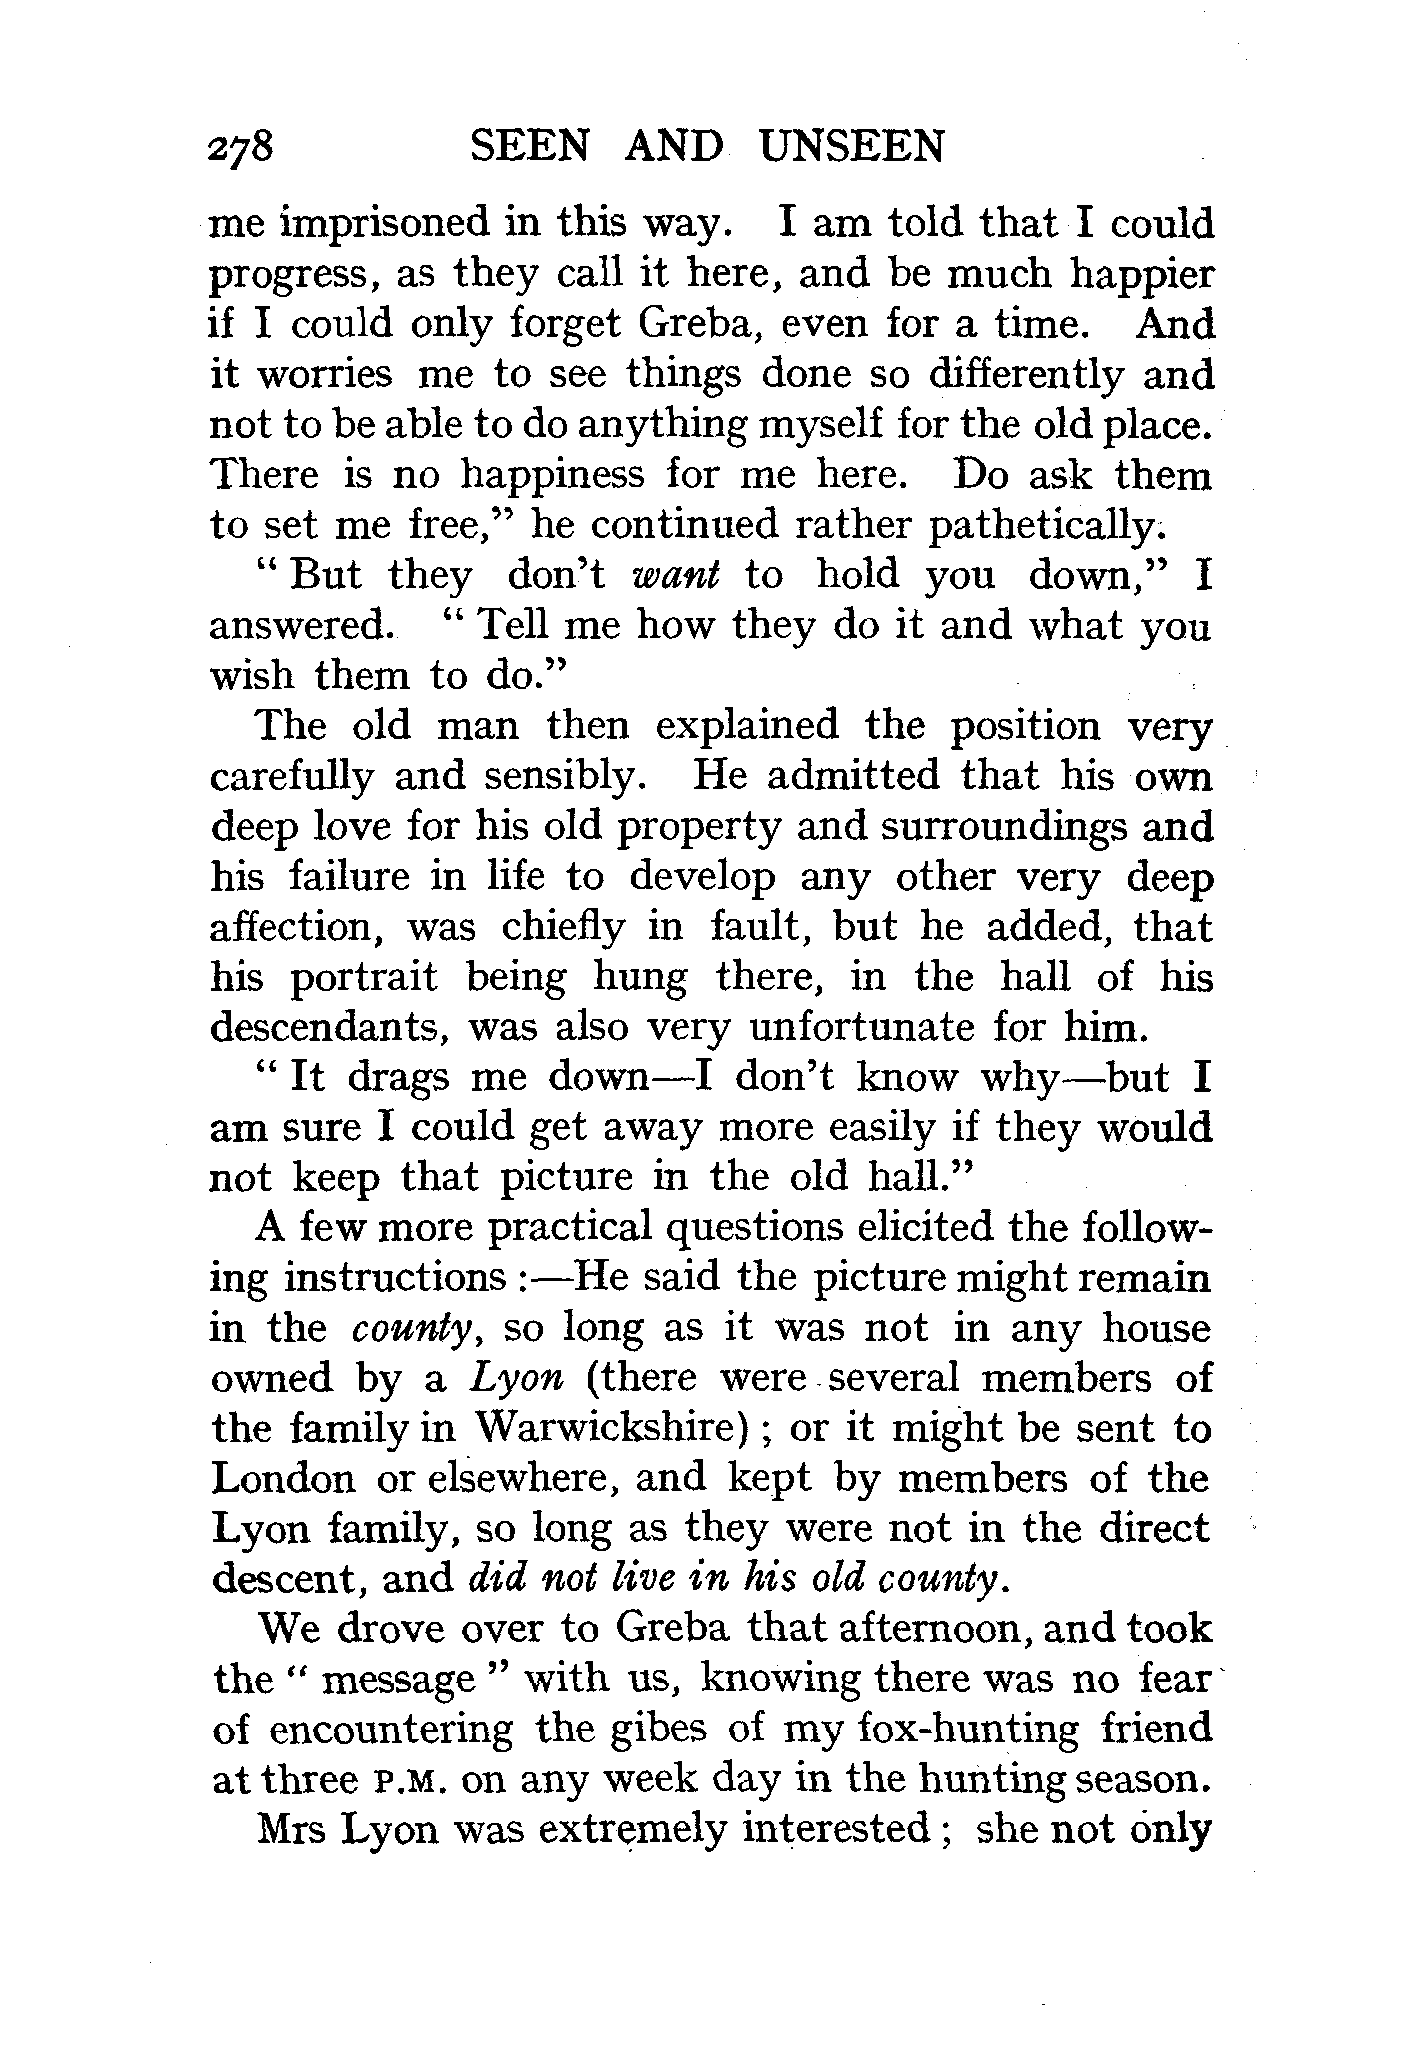 278 SEEN AND UNSEEN
me imprisoned in this way. I am told that I could
progress, as they call it here, and be much happier
if I could only forget Greba, even for a time. And
it worries me to see things done so differently and
not to be able to do anything myself for the old place.
There is no happiness for me here. Do ask them
to set me free,” he continued rather pathetically.
“ But they don’t want to hold you down,” I
answered. “ Tell me how they do it and what you
wish them to do.”
The old man then explained the position very
carefully and sensibly. He admitted that his own
deep love for his old property and surroundings and
his failure in life to develop any other very deep
affection, was chiefly in fault, but he added, that
his portrait being hung there, in the hall of his
descendants, was also very unfortunate for him.
“ It drags me down—I don’t know why—but I
am sure I could get away more easily if they would
not keep that picture in the old hall.”
A few more practical questions elicited the follow-
ing instructions :—He said the picture might remain
in the county, so long as it was not in any house
owned by a Lyon (there were several members of
the family in Warwickshire) ; or it might be sent to
London or elsewhere, and kept by members of the
Lyon family, so long as they were not in the direct
descent, and did not live in his old county.
We drove over to Greba that afternoon, and took
the “ message ” with us, knowing there was no fear
of encountering the gibes of my fox-hunting friend
at three P.M. on any week day in the hunting season.
Mrs Lyon was extremely interested ; she not only